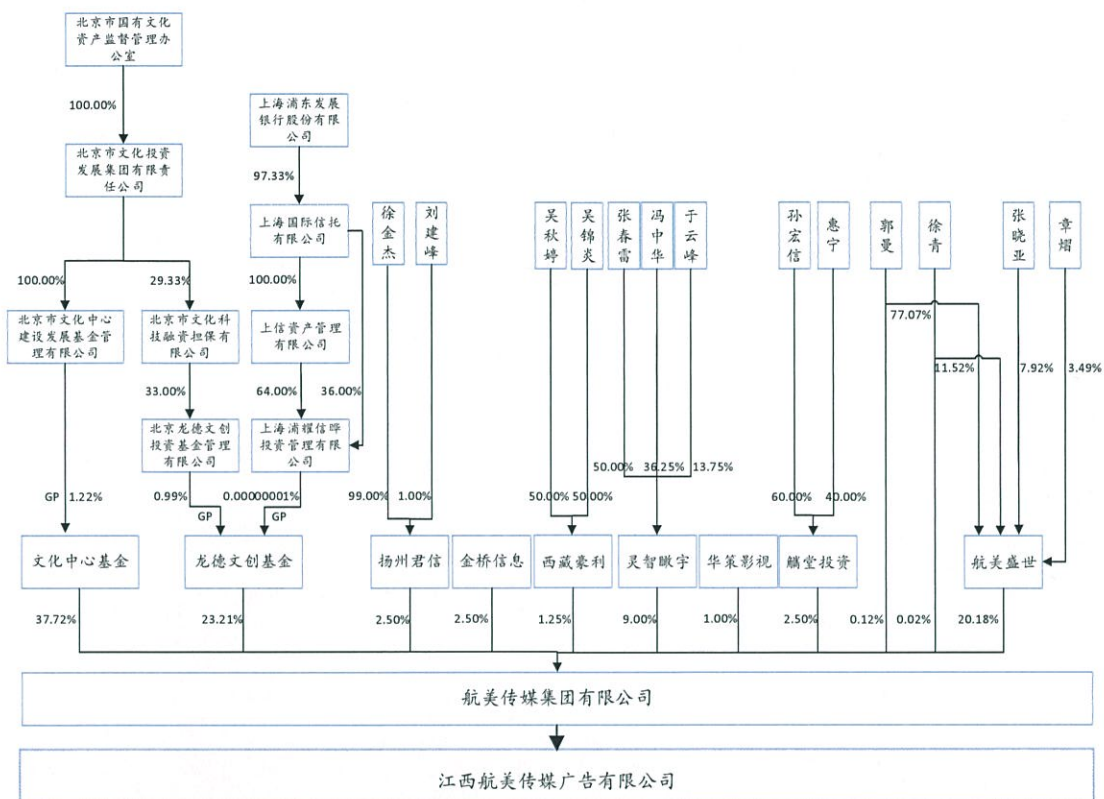 北京市国有文化
资产监督管理办
公室
100.00%
上海浦东发展
银行股份有限
公司
北京市文化投资
发展集团有限责
任公司
97.33%
上海国际信托
有限公司
徐金杰
刘建峰
吴秋婷
吴锦炎
张春雷
冯中华
于云峰
孙宏信
惠宁
郭曼
徐青
张晓亚
章熠
100.00%
29.33%
100.00%
77.07%
北京市文化中心
建设发展基金管
理有限公司
北京市文化科
技融资担保有
限公司
上信资产管理
有限公司
11.52%
7.92%
3.49%
33.00%
64.00%
36.00%
北京龙德文创
投资基金管理
有限公司
上海浦耀信晔
投资管理有限
公司
50.00%
36.25%
13.75%
GP
1.22%
0.99%
0.00000001%
99.00%
1.00%
50.00%
50.00%
60.00%
40.00%
GP
GP
文化中心基金
龙德文创基金
扬州君信
金桥信息
西藏豪利
灵智瞰宇
华策影视
觿堂投资
航美盛世
37.72%
23.21%
2.50%
2.50%
1.25%
9.00%
1.00%
2.50%
0.12%
0.02%
20.18%
航美传媒集团有限公司
江西航美传媒广告有限公司